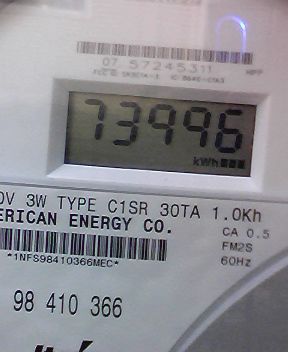 07 57245311
73996
kWh
0V 3W TYPE C1SR 30TA 1.0Kh
ERICAN ENERGY CO.
CA 0.5
FM2S
*1NFS98410366MEC*
60Hz
98 410 366